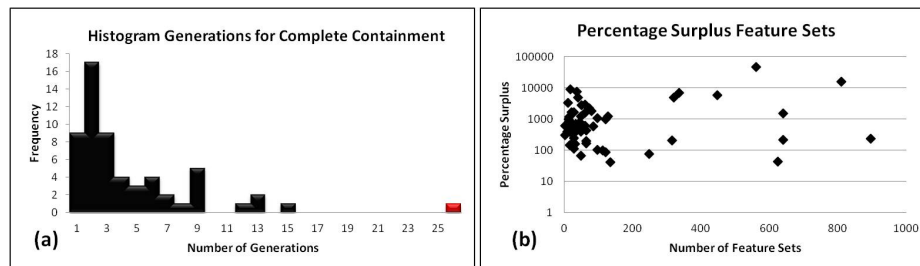 Histogram Generations for Complete Containment
Frequency
18
16
14
12
10
8
6
4
2
0
1 3 5 7 9 11 13 15 17 19 21 23 25
Number of Generations
(a)
Percentage Surplus Feature Sets
Percentage Surplus
100000
10000
1000
100
10
1
0 200 400 600 800 1000
Number of Feature Sets
(b)